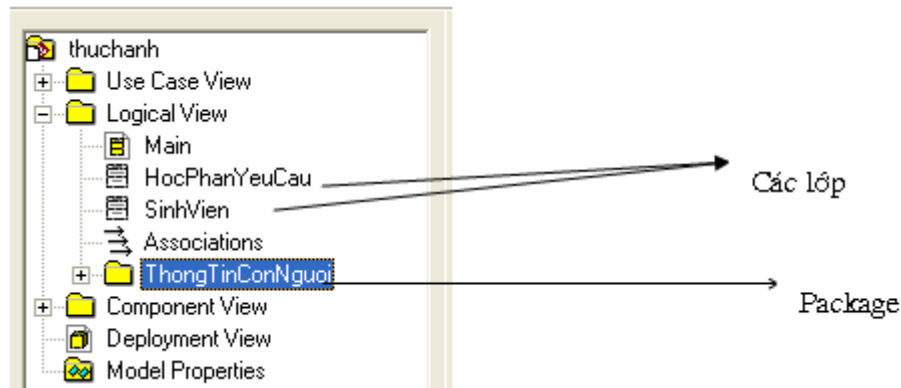 thuchanh
Use Case View
Logical View
Main
HocPhanYeuCau
SinhVien
Các lớp
Associations
ThongTinConNguoi
Component View
Package
Deployment View
Model Properties